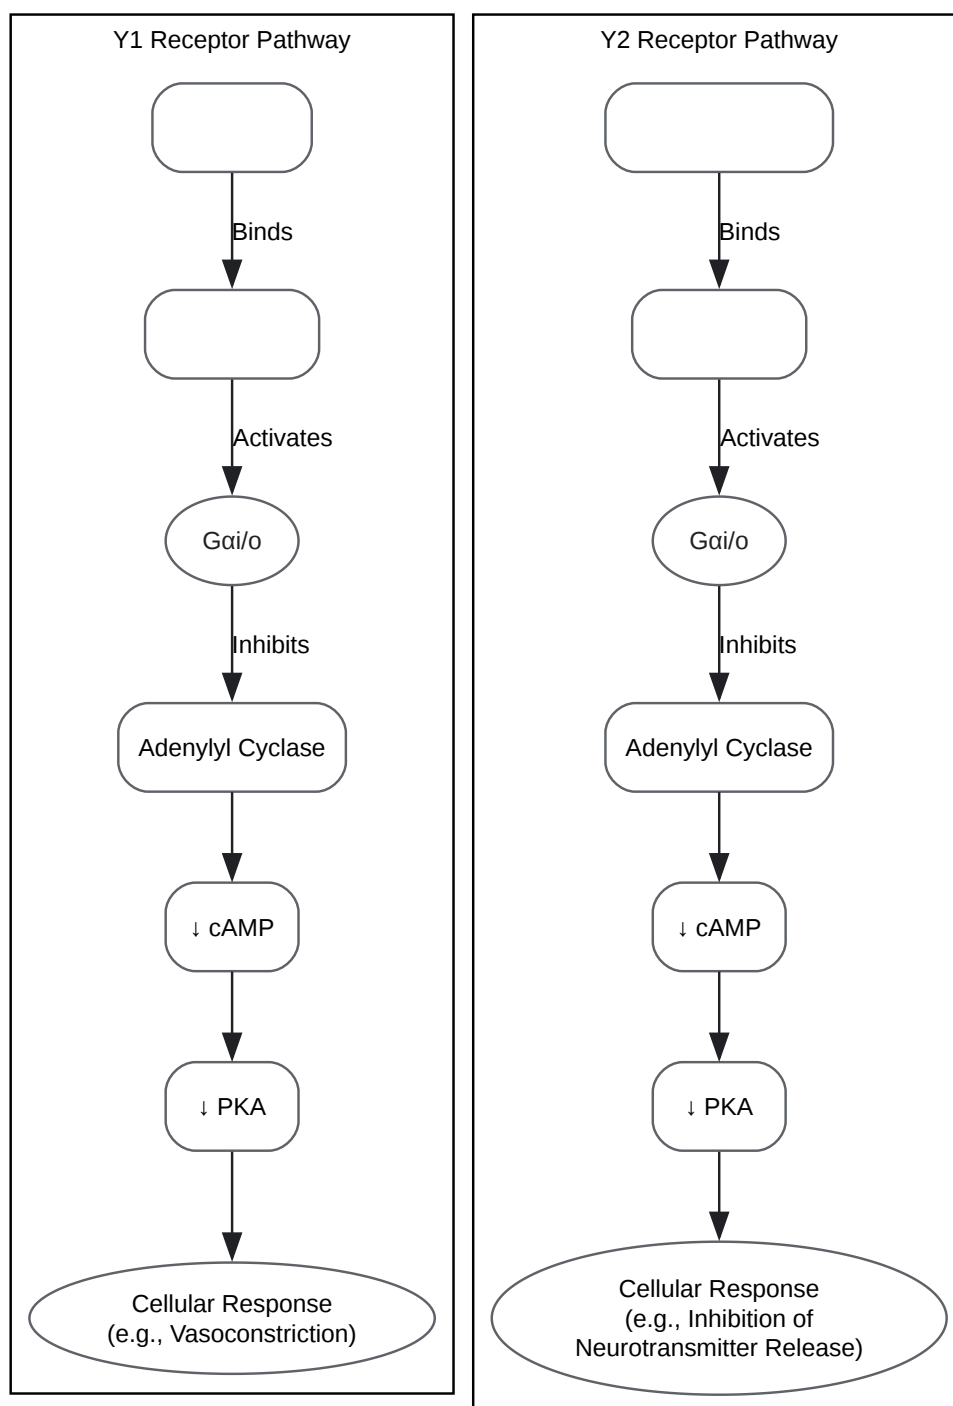 Y1 Receptor Pathway
Binds
Activates
Gαi/o
Inhibits
Adenylyl Cyclase
↓ cAMP
↓ PKA
Cellular Response
(e.g., Vasoconstriction)
Y2 Receptor Pathway
Binds
Activates
Gαi/o
Inhibits
Adenylyl Cyclase
↓ cAMP
↓ PKA
Cellular Response
(e.g., Inhibition of
Neurotransmitter Release)